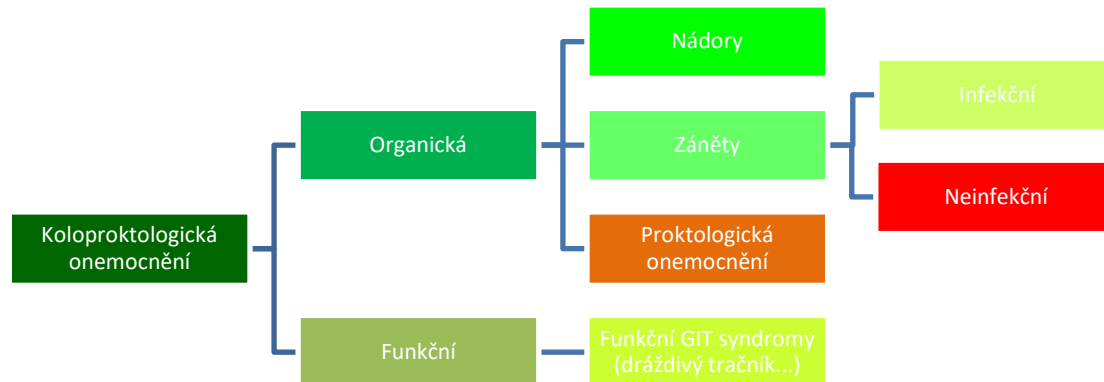 Nádory
Infekční
Organická
Záněty
Neinfekční
Koloproktologická
onemocnění
Proktologická
onemocnění
Funkční
Funkční GIT syndromy
(dráždivý tračník...)